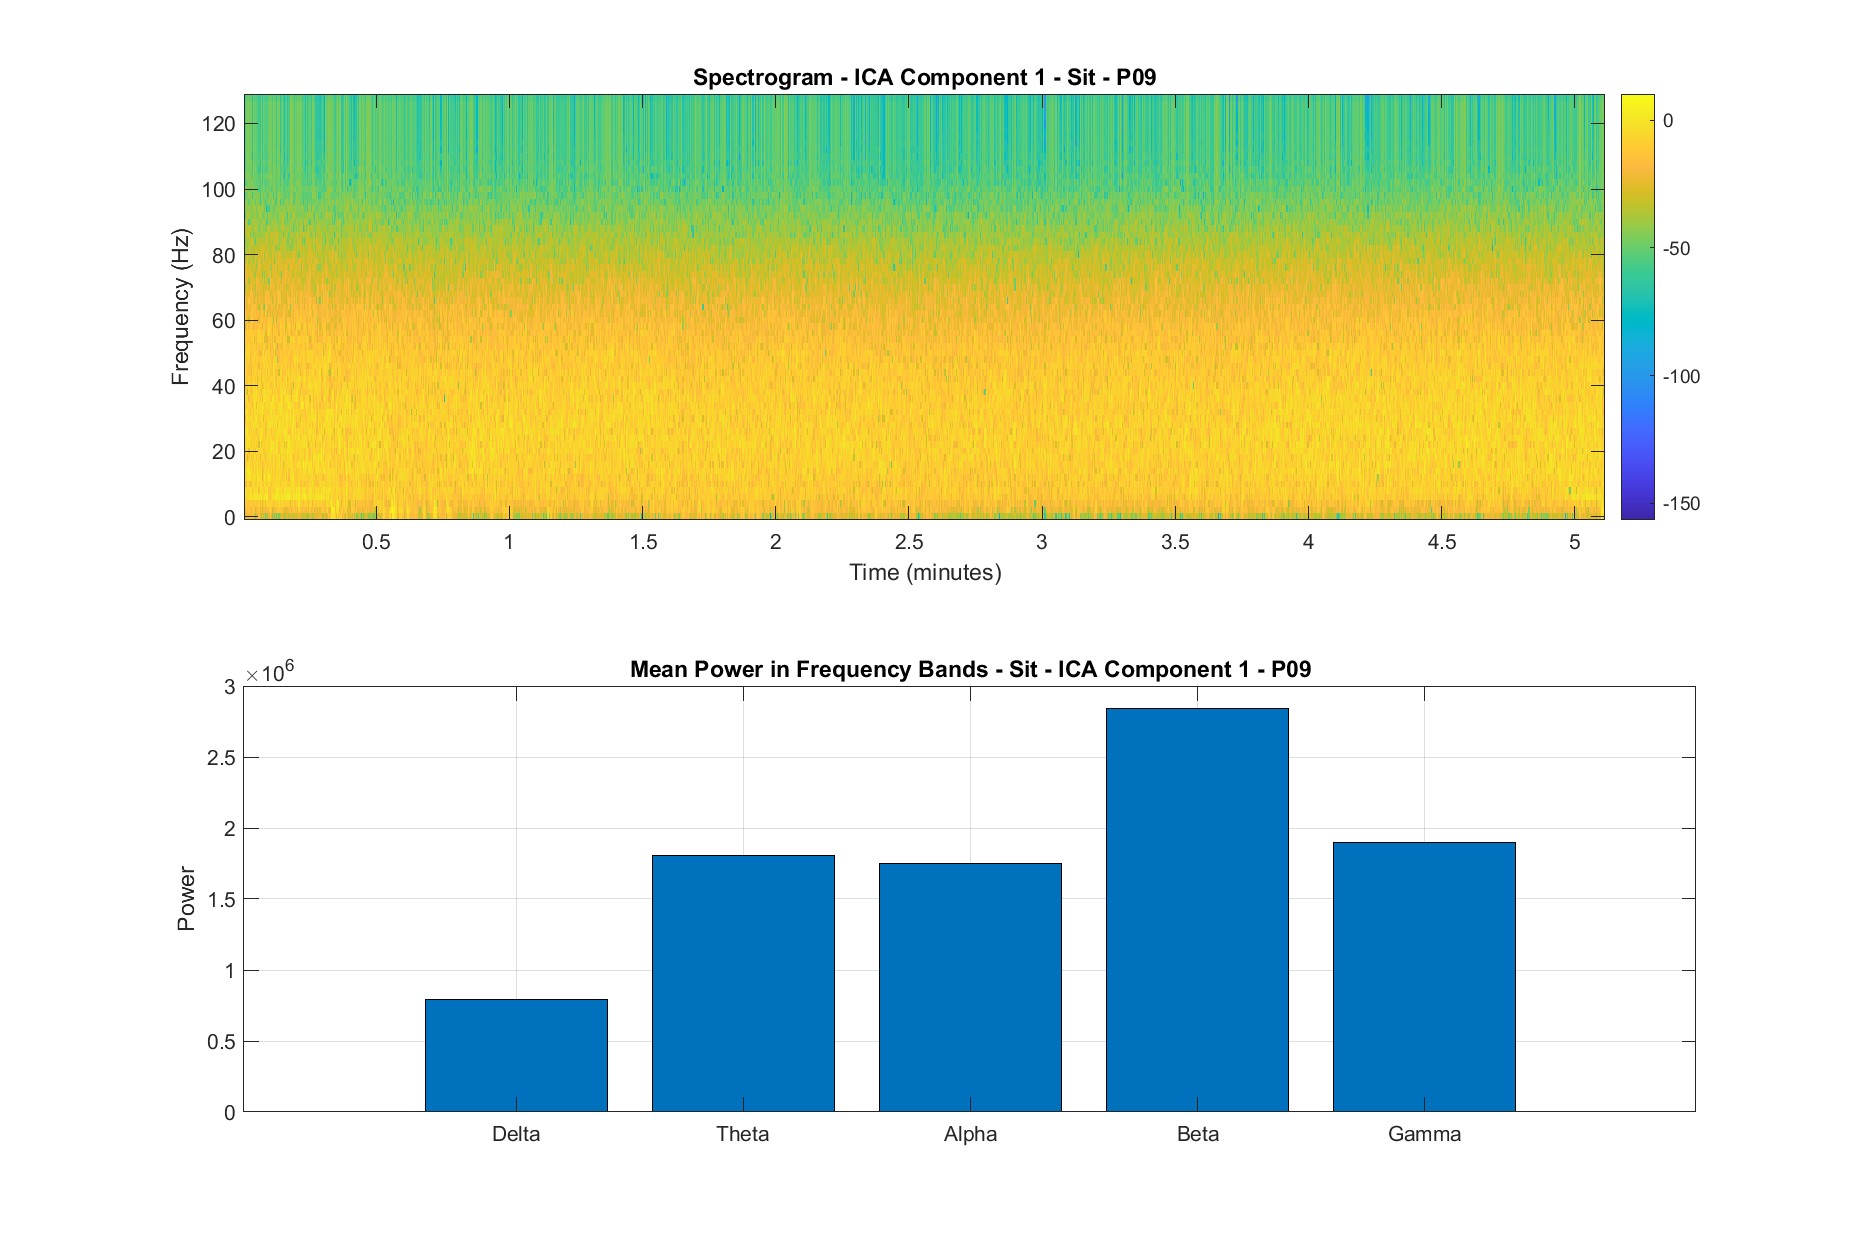 Spectrogram - ICA Component 1 - Sit - P09
120
100
80
60
40
20
0
Frequency (Hz)
0.5 1 1.5 2 2.5 3 3.5 4 4.5 5
Time (minutes)
0
-50
-100
-150
Mean Power in Frequency Bands - Sit - ICA Component 1 - P09
×10⁶
3
2.5
2
1.5
1
0.5
0
Power
Delta Theta Alpha Beta Gamma